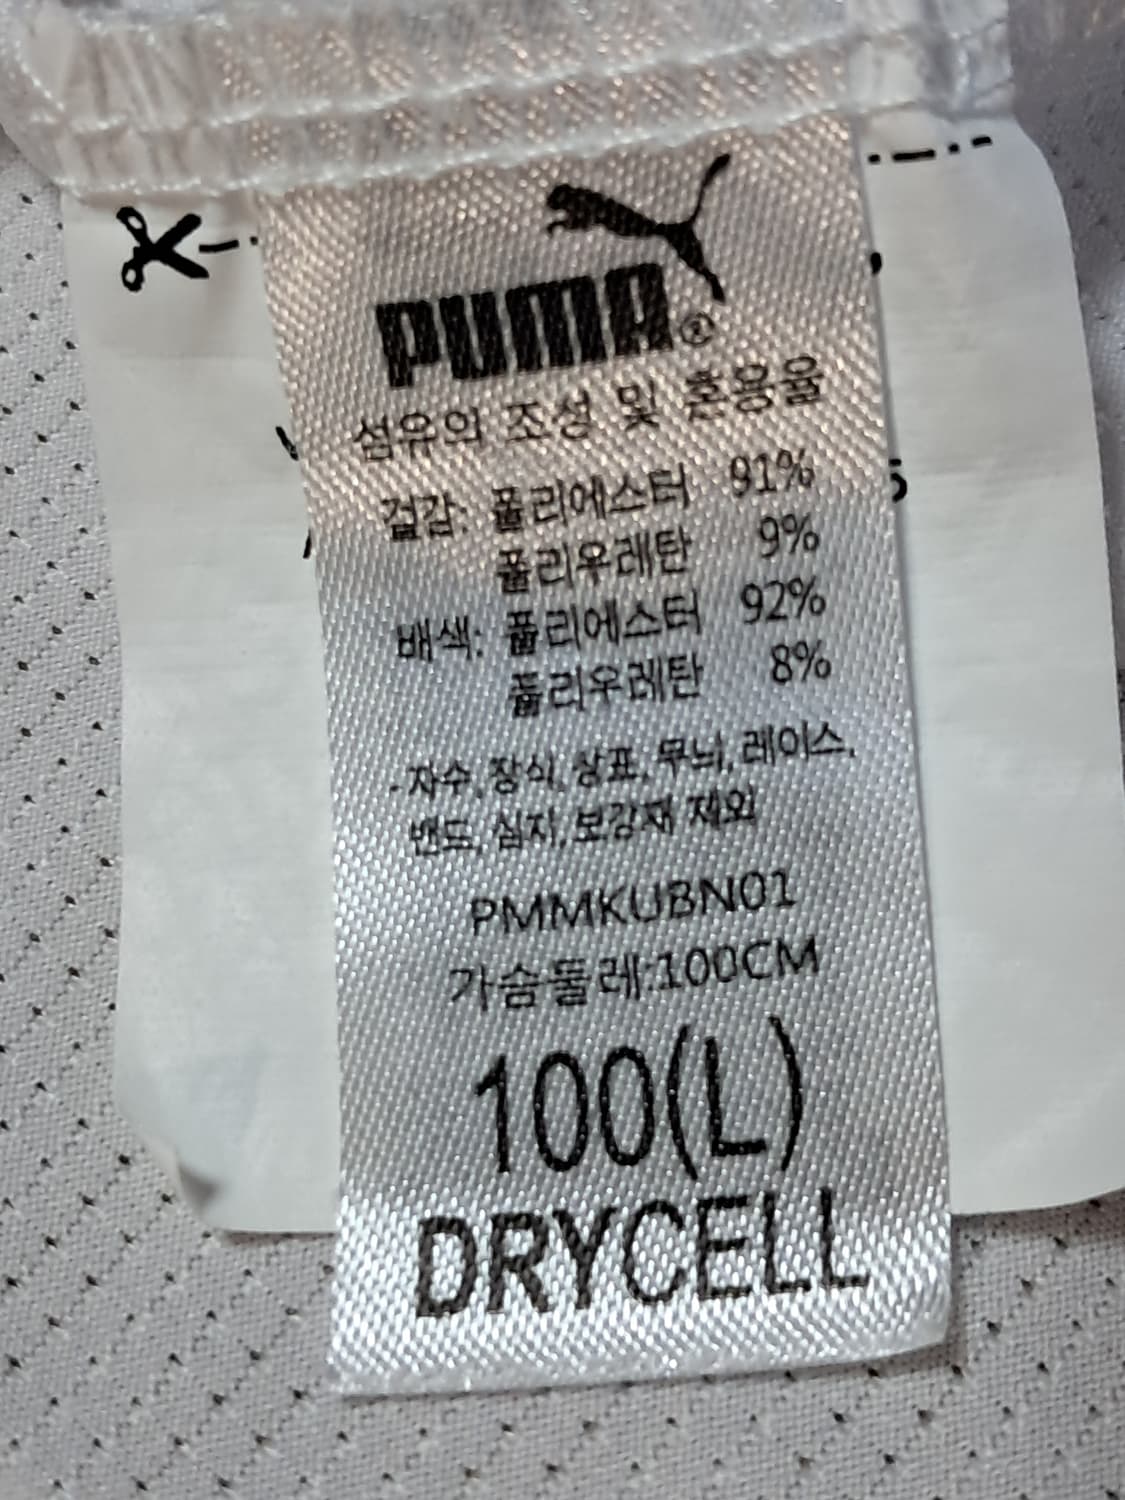 PUMA®
섬유의 조성 및 혼용율
겉감: 폴리에스터 91%
폴리우레탄 9%
배색: 폴리에스터 92%
폴리우레탄 8%
-자수, 장식, 상표, 무늬, 레이스,
밴드, 심지, 보강재 제외
PMMKUBN01
가슴둘레:100CM
100(L)
DRYCELL